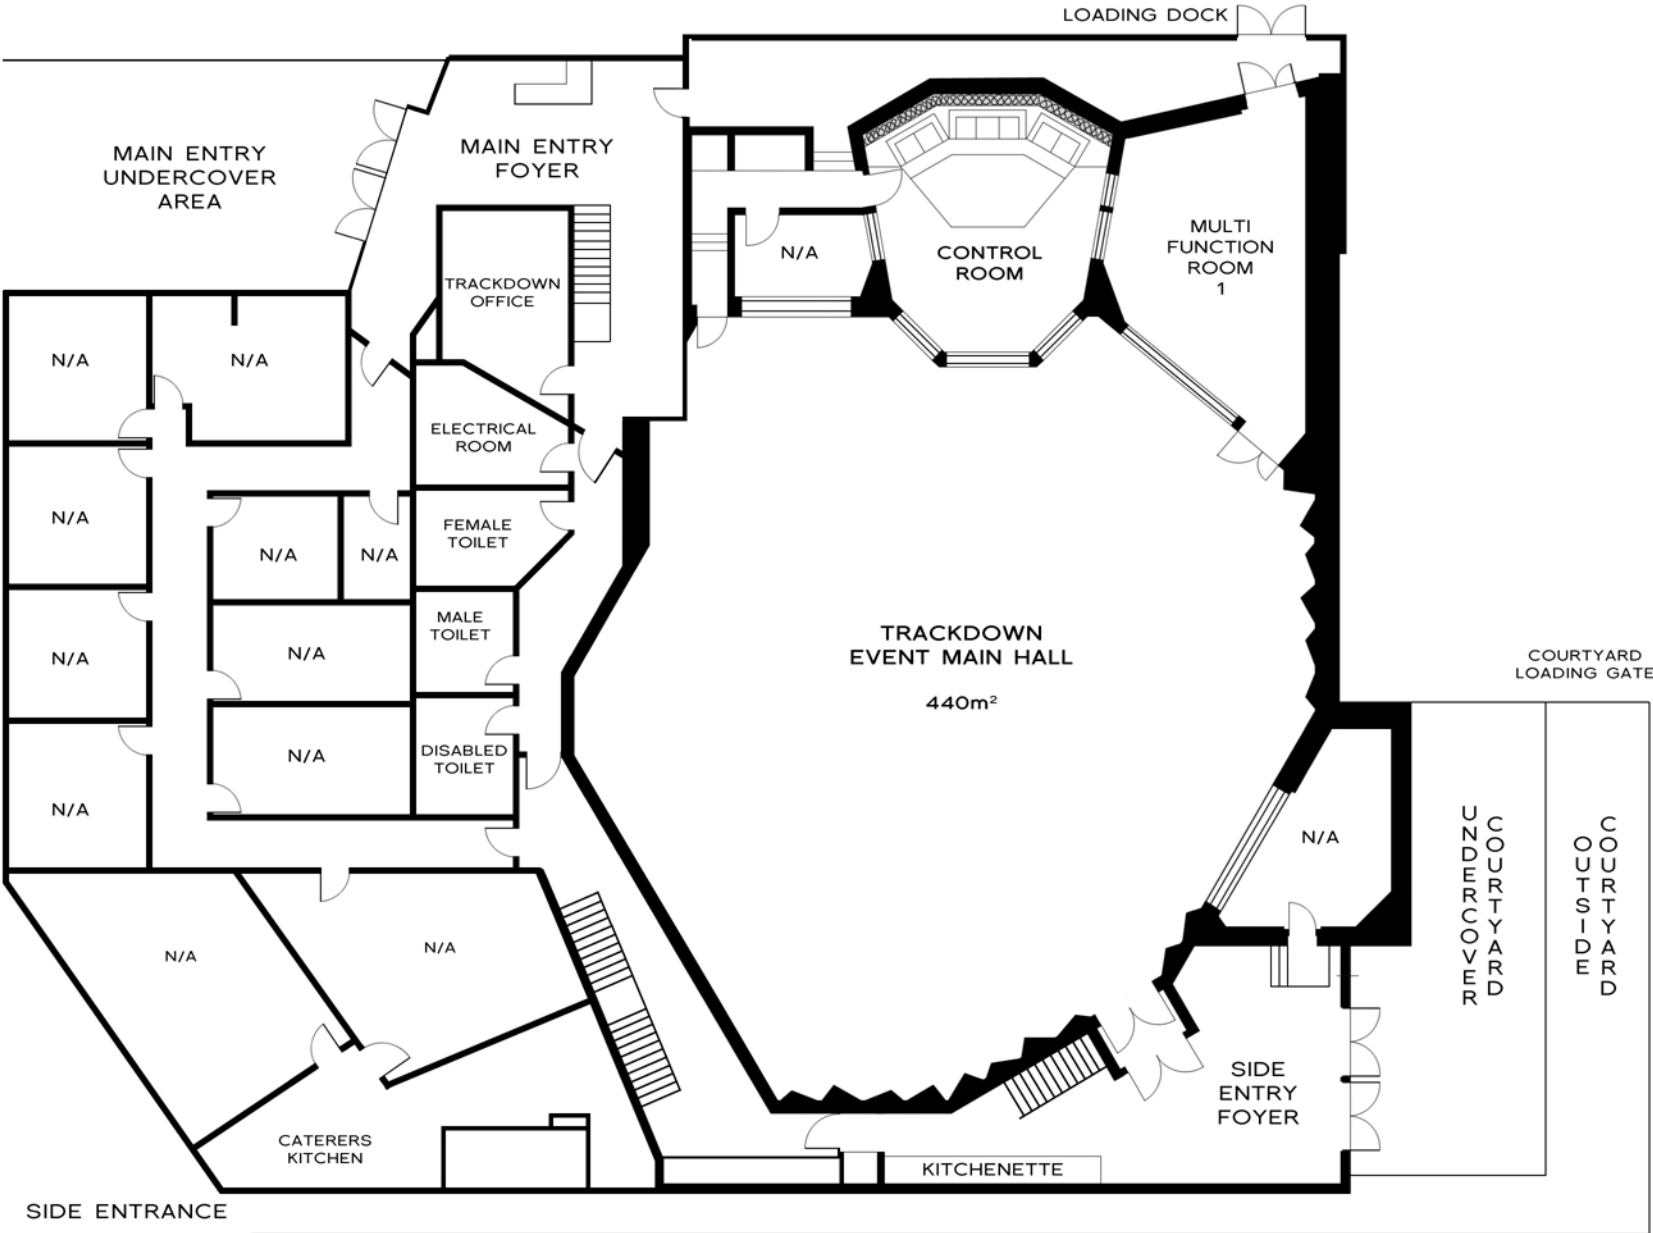 LOADING DOCK
MAIN ENTRY
UNDERCOVER
AREA
MAIN ENTRY
FOYER
TRACKDOWN
OFFICE
N/A
CONTROL
ROOM
MULTI
FUNCTION
ROOM
1
N/A
N/A
ELECTRICAL
ROOM
N/A
N/A
N/A
FEMALE
TOILET
MALE
TOILET
N/A
N/A
TRACKDOWN
EVENT MAIN HALL
440m²
COURTYARD
LOADING GATE
N/A
DISABLED
TOILET
N/A
N/A
UNDERCOVER
COURTYARD
OUTSIDE
COURTYARD
N/A
N/A
SIDE
ENTRY
FOYER
CATERERS
KITCHEN
KITCHENETTE
SIDE ENTRANCE